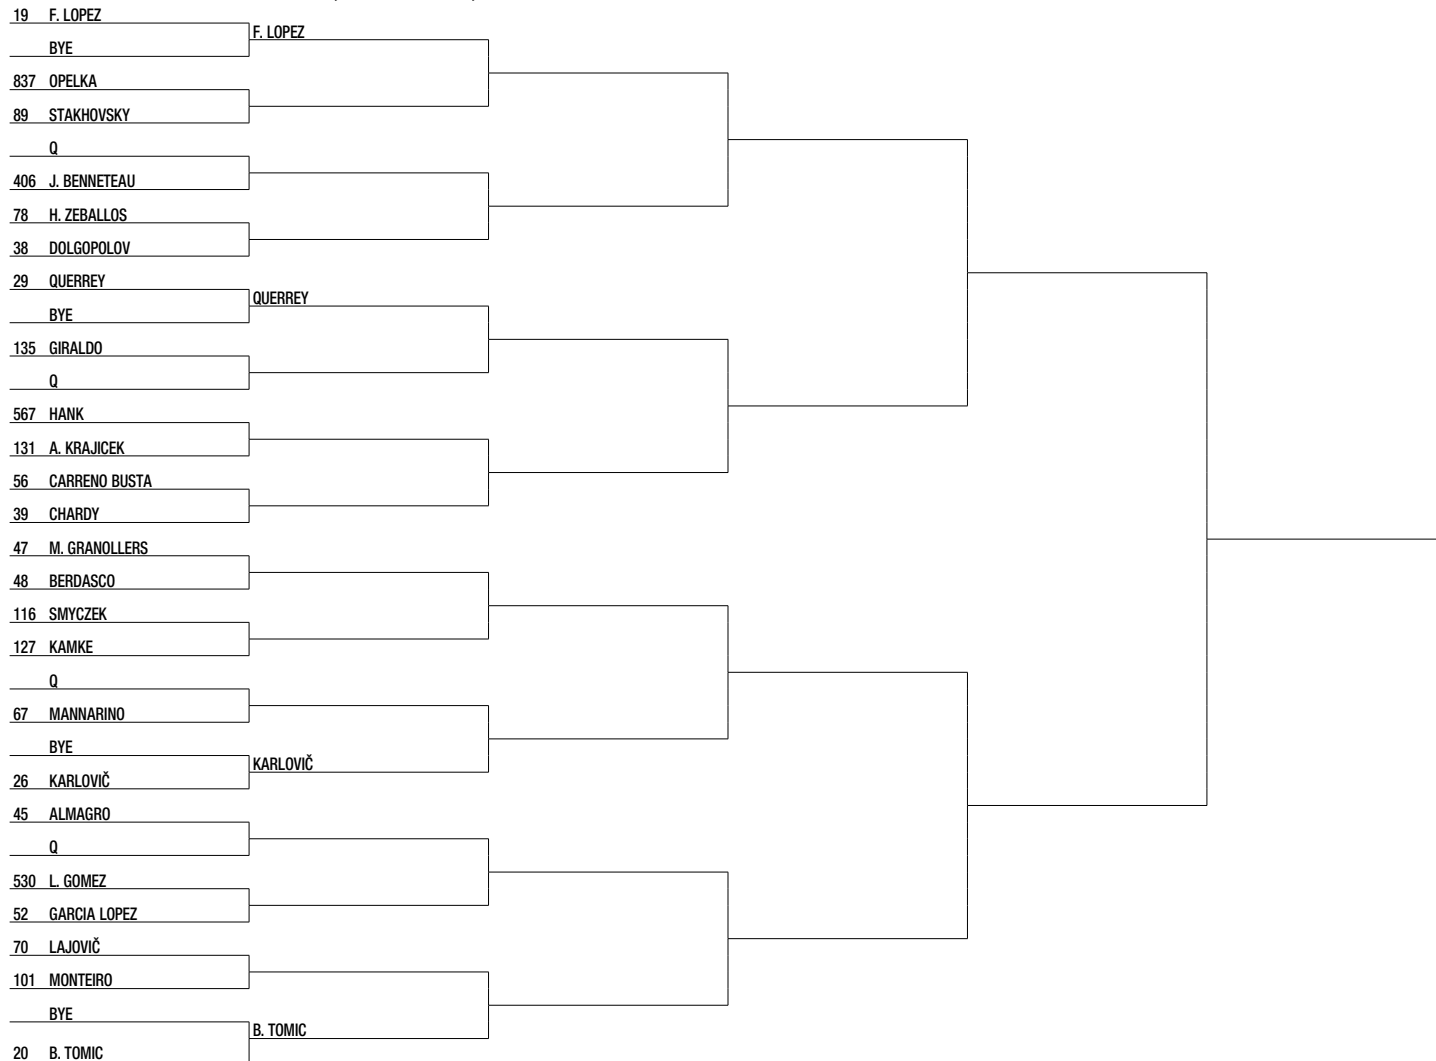 19 F. LOPEZ
F. LOPEZ
BYE
837 OPELKA
89 STAKHOVSKY
Q
406 J. BENNETEAU
78 H. ZEBALLOS
38 DOLGOPOLOV
29 QUERREY
QUERREY
BYE
135 GIRALDO
Q
567 HANK
131 A. KRAJICEK
56 CARRENO BUSTA
39 CHARDY
47 M. GRANOLLERS
48 BERDASCO
116 SMYCZEK
127 KAMKE
Q
67 MANNARINO
BYE
KARLOVIČ
26 KARLOVIČ
45 ALMAGRO
Q
530 L. GOMEZ
52 GARCIA LOPEZ
70 LAJOVIČ
101 MONTEIRO
BYE
B. TOMIC
20 B. TOMIC